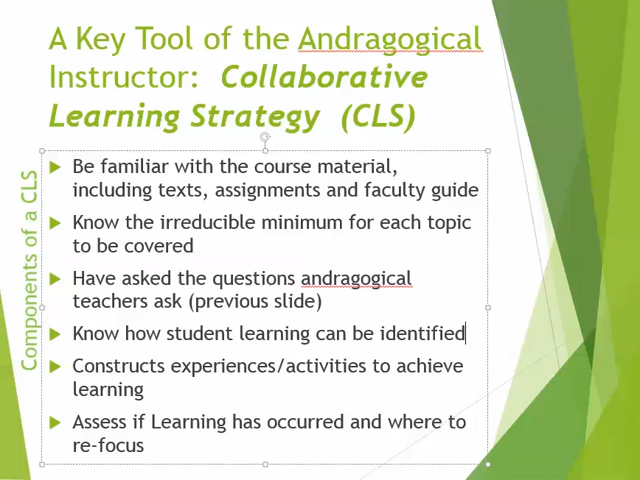 A Key Tool of the Andragogical
Instructor: Collaborative
Learning Strategy (CLS)
Components of a CLS
Be familiar with the course material,
including texts, assignments and faculty guide
Know the irreducible minimum for each topic
to be covered
Have asked the questions andragogical
teachers ask (previous slide)
Know how student learning can be identified
Constructs experiences/activities to achieve
learning
Assess if Learning has occurred and where to
re-focus